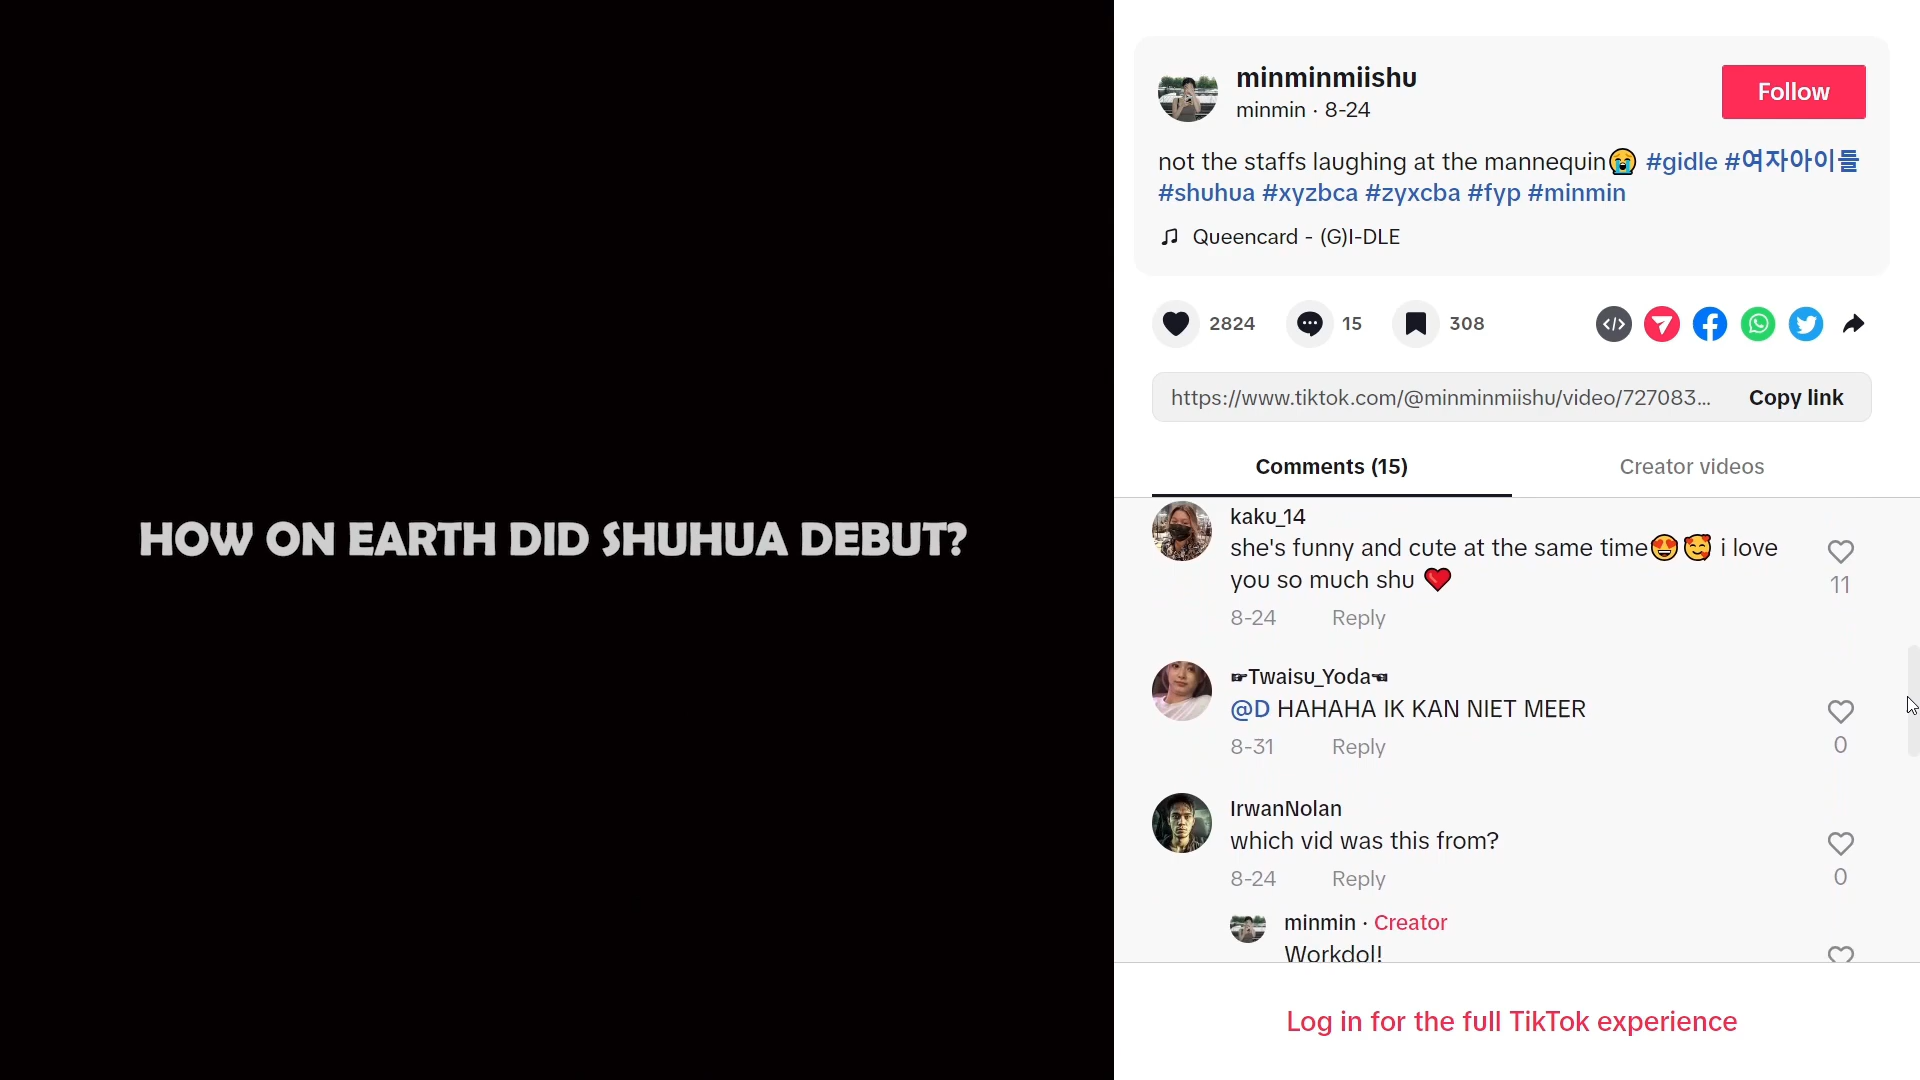 HOW ON EARTH DID SHUHUA DEBUT?
minminmiishu
minmin · 8-24
Follow
not the staffs laughing at the mannequin😭 #gidle #여자아이들
#shuhua #xyzbca #zyxcba #fyp #minmin
Queencard - (G)I-DLE
2824
15
308
https://www.tiktok.com/@minminmiishu/video/727083...
Copy link
Comments (15)
Creator videos
kaku_14
she's funny and cute at the same time😍🥰 i love
you so much shu ❤️
11
8-24
Reply
☞Twaisu_Yoda☜
@D HAHAHA IK KAN NIET MEER
0
8-31
Reply
IrwanNolan
which vid was this from?
0
8-24
Reply
minmin · Creator
Workdol!
Log in for the full TikTok experience